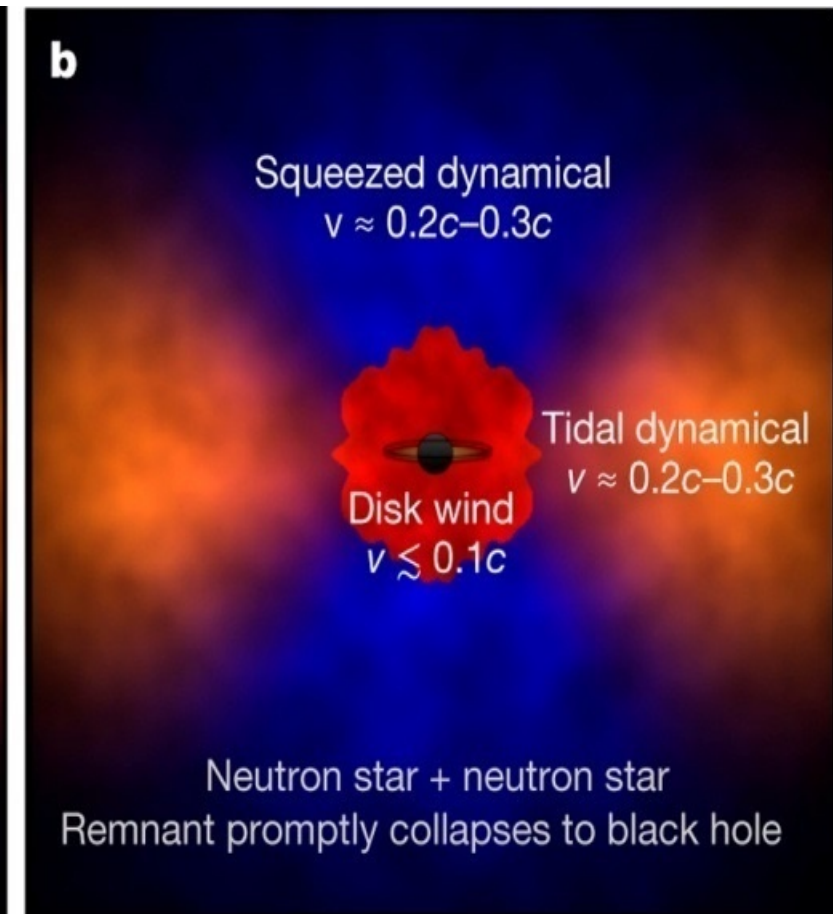 b
Squeezed dynamical
v ≈ 0.2c–0.3c
Tidal dynamical
v ≈ 0.2c–0.3c
Disk wind
v ≲ 0.1c
Neutron star + neutron star
Remnant promptly collapses to black hole